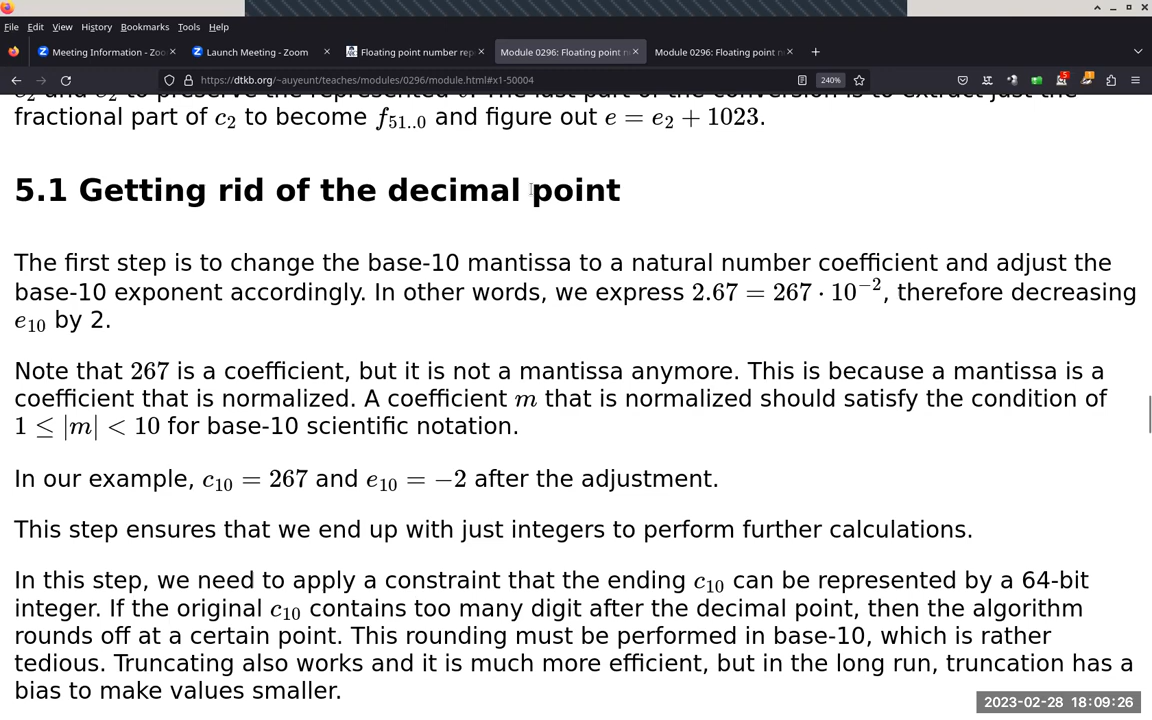 File Edit View History Bookmarks Tools Help
Meeting Information - Zoo Launch Meeting - Zoom Floating point number rep Module 0296: Floating point n Module 0296: Floating point n
https://dtkb.org/~auyeunt/teaches/modules/0296/module.html#x1-50004 240%
fractional part of c₂ to become f₅₁..₀ and figure out e = e₂ + 1023.
5.1 Getting rid of the decimal point
The first step is to change the base-10 mantissa to a natural number coefficient and adjust the
base-10 exponent accordingly. In other words, we express 2.67 = 267 · 10⁻², therefore decreasing
e₁₀ by 2.
Note that 267 is a coefficient, but it is not a mantissa anymore. This is because a mantissa is a
coefficient that is normalized. A coefficient m that is normalized should satisfy the condition of
1 ≤ |m| < 10 for base-10 scientific notation.
In our example, c₁₀ = 267 and e₁₀ = −2 after the adjustment.
This step ensures that we end up with just integers to perform further calculations.
In this step, we need to apply a constraint that the ending c₁₀ can be represented by a 64-bit
integer. If the original c₁₀ contains too many digit after the decimal point, then the algorithm
rounds off at a certain point. This rounding must be performed in base-10, which is rather
tedious. Truncating also works and it is much more efficient, but in the long run, truncation has a
bias to make values smaller.
2023-02-28 18:09:26